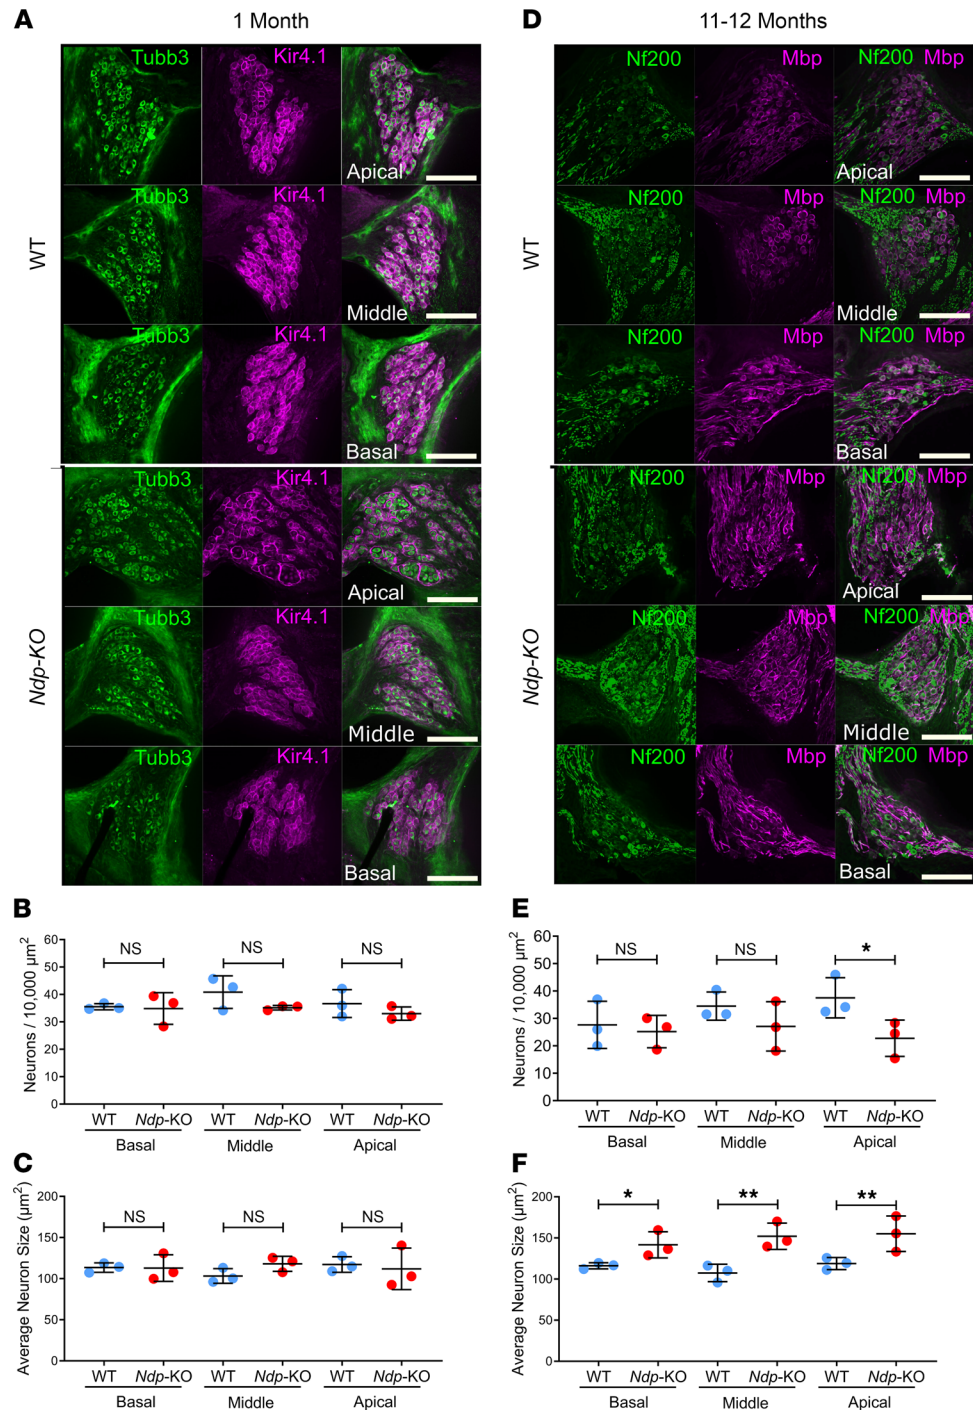 A 1 Month
WT
Tubb3 Kir4.1 Apical
Tubb3 Kir4.1 Middle
Tubb3 Kir4.1 Basal
Ndp-KO
Tubb3 Kir4.1 Apical
Tubb3 Kir4.1 Middle
Tubb3 Kir4.1 Basal
D 11-12 Months
WT
Nf200 Mbp Nf200 Mbp Apical
Nf200 Mbp Nf200 Mbp Middle
Nf200 Mbp Nf200 Mbp Basal
Ndp-KO
Nf200 Mbp Nf200 Mbp Apical
Nf200 Mbp Nf200 Mbp Middle
Nf200 Mbp Nf200 Mbp Basal
B
Neurons / 10,000 µm²
60
50
40
30
20
10
0
NS NS NS
WT Ndp-KO WT Ndp-KO WT Ndp-KO
Basal Middle Apical
E
Neurons / 10,000 µm²
60
50
40
30
20
10
0
NS NS *
WT Ndp-KO WT Ndp-KO WT Ndp-KO
Basal Middle Apical
C
Average Neuron Size (µm²)
200
150
100
50
0
NS NS NS
WT Ndp-KO WT Ndp-KO WT Ndp-KO
Basal Middle Apical
F
Average Neuron Size (µm²)
200
150
100
50
0
* ** **
WT Ndp-KO WT Ndp-KO WT Ndp-KO
Basal Middle Apical